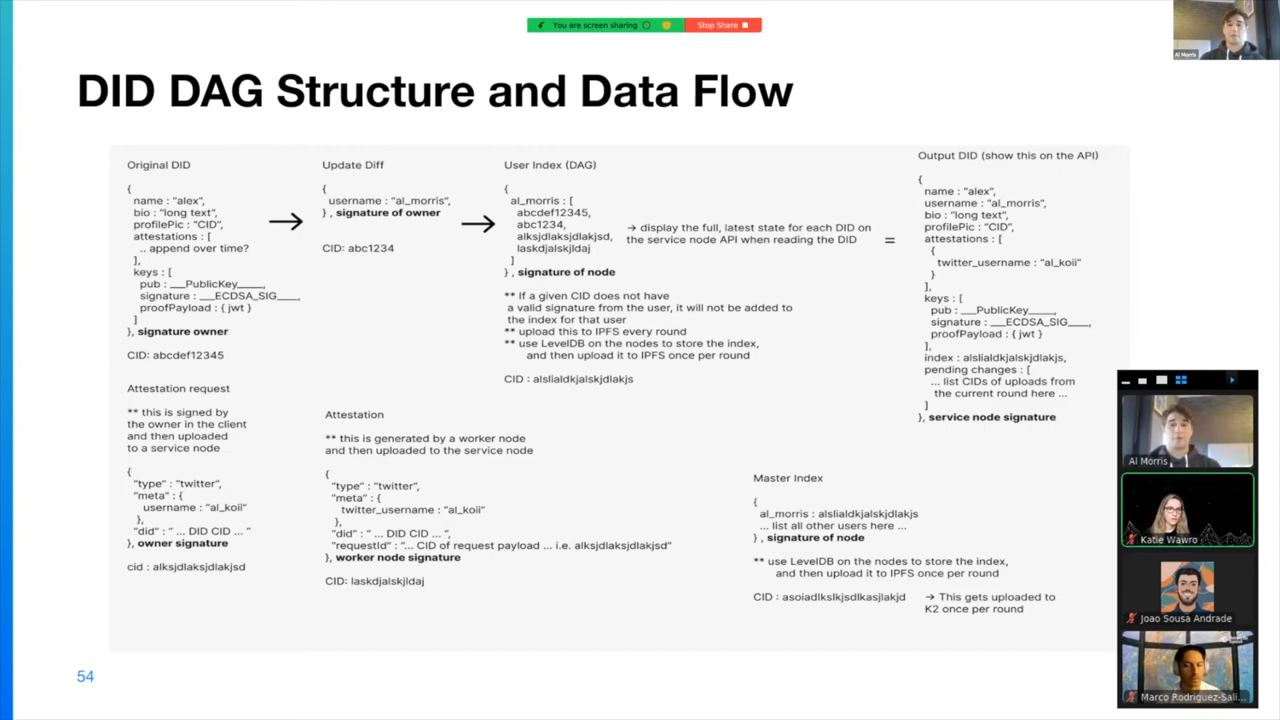 You are screen sharing
Stop Share
Al Morris
DID DAG Structure and Data Flow
Original DID
{
name : "alex",
bio : "long text",
profilePic : "CID",
attestations : [
.. append over time?
],
keys : [
pub : ___PublicKey_____,
signature : ___ECDSA_SIG____,
proofPayload : { jwt }
]
}, signature owner
CID: abcdef12345
Update Diff
{
username : "al_morris",
} , signature of owner
CID: abc1234
User Index (DAG)
{
al_morris : [
abcdef12345,
abc1234,
alksjdlaksjdlakjsd,
laskdjalskjldaj
]
} , signature of node
** If a given CID does not have
a valid signature from the user, it will not be added to
the index for that user
** upload this to IPFS every round
** use LevelDB on the nodes to store the index,
and then upload it to IPFS once per round
CID : alslialdkjalskjdlakjs
→ display the full, latest state for each DID on
the service node API when reading the DID
=
Output DID (show this on the API)
{
name : "alex",
username : "al_morris",
bio : "long text",
profilePic : "CID",
attestations : [
{
twitter_username : "al_koii"
}
],
keys : [
pub : ___PublicKey_____,
signature : ___ECDSA_SIG____,
proofPayload : { jwt }
],
index : alslialdkjalskjdlakjs,
pending changes : [
... list CIDs of uploads from
the current round here ...
]
}, service node signature
Attestation request
** this is signed by
the owner in the client
and then uploaded
to a service node
{
"type" : "twitter",
"meta" : {
username : "al_koii"
},
"did" : " ... DID CID ... "
}, owner signature
cid : alksjdlaksjdlakjsd
Attestation
** this is generated by a worker node
and then uploaded to the service node
{
"type" : "twitter",
"meta" : {
twitter_username : "al_koii"
},
"did" : " ... DID CID ... ",
"requestId" : "... CID of request payload ... i.e. alksjdlaksjdlakjsd"
}, worker node signature
CID: laskdjalskjldaj
Master Index
{
al_morris : alslialdkjalskjdlakjs
... list all other users here ...
} , signature of node
** use LevelDB on the nodes to store the index,
and then upload it to IPFS once per round
CID : asoiadlkslkjsdlkasjlakjd
→ This gets uploaded to
K2 once per round
Al Morris
Katie Wawro
Joao Sousa Andrade
Marco Rodriguez-Sali...
54